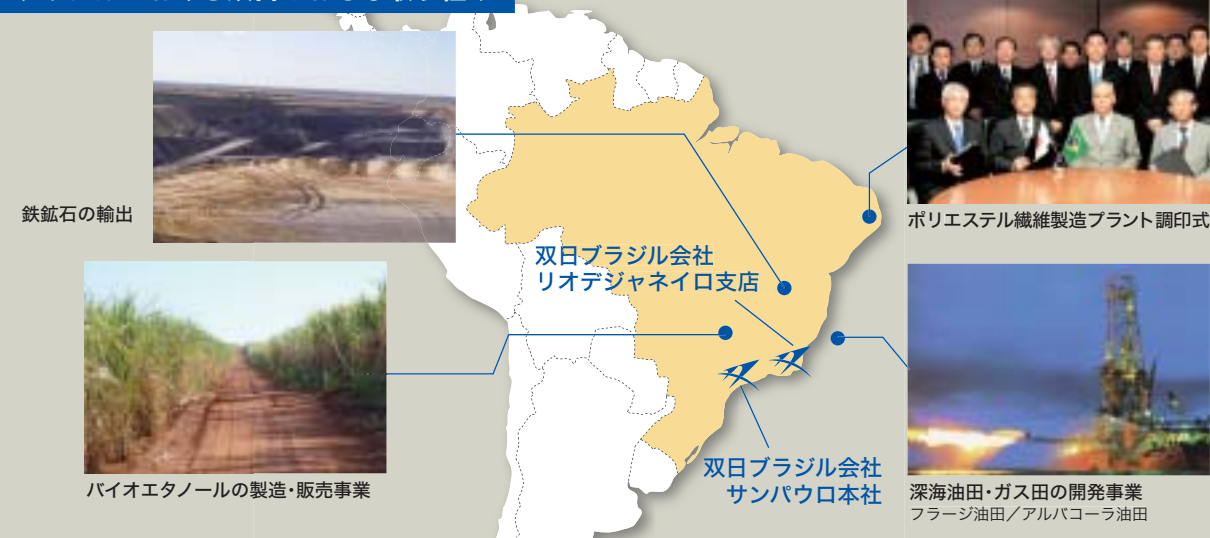 鉄鉱石の輸出
ポリエステル繊維製造プラント調印式
双日ブラジル会社
リオデジャネイロ支店
バイオエタノールの製造・販売事業
双日ブラジル会社
サンパウロ本社
深海油田・ガス田の開発事業
フラージ油田／アルバコーラ油田